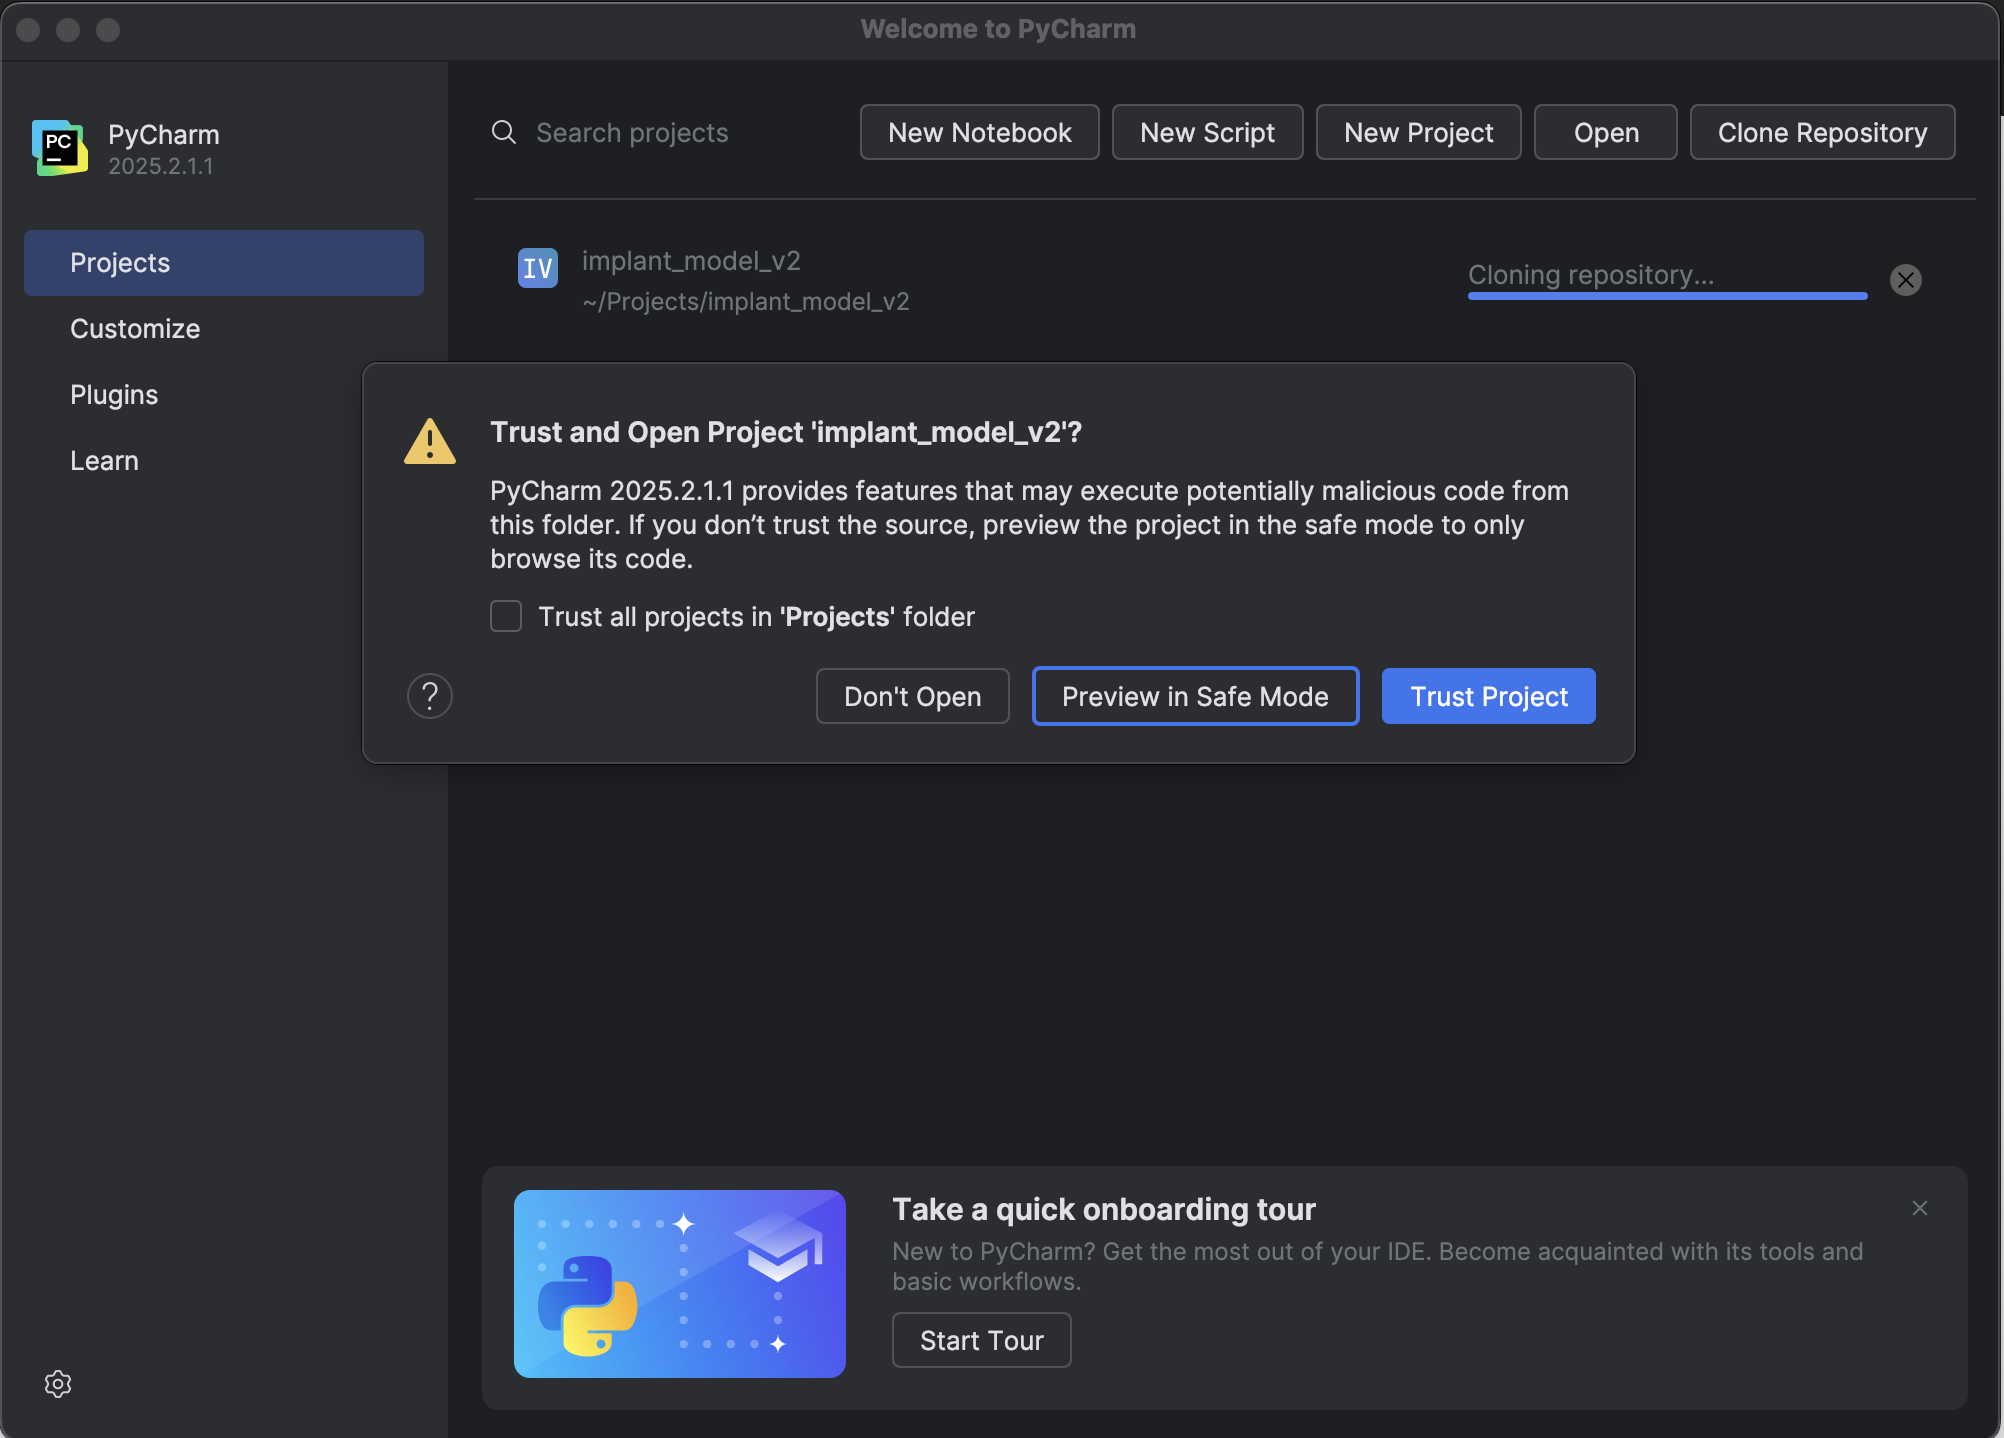 Welcome to PyCharm
PC
PyCharm
2025.2.1.1
Projects
Customize
Plugins
Learn
Search projects
New Notebook
New Script
New Project
Open
Clone Repository
IV
implant_model_v2
~/Projects/implant_model_v2
Cloning repository...
Trust and Open Project 'implant_model_v2'?
PyCharm 2025.2.1.1 provides features that may execute potentially malicious code from
this folder. If you don’t trust the source, preview the project in the safe mode to only
browse its code.
Trust all projects in 'Projects' folder
?
Don't Open
Preview in Safe Mode
Trust Project
Take a quick onboarding tour
New to PyCharm? Get the most out of your IDE. Become acquainted with its tools and
basic workflows.
Start Tour